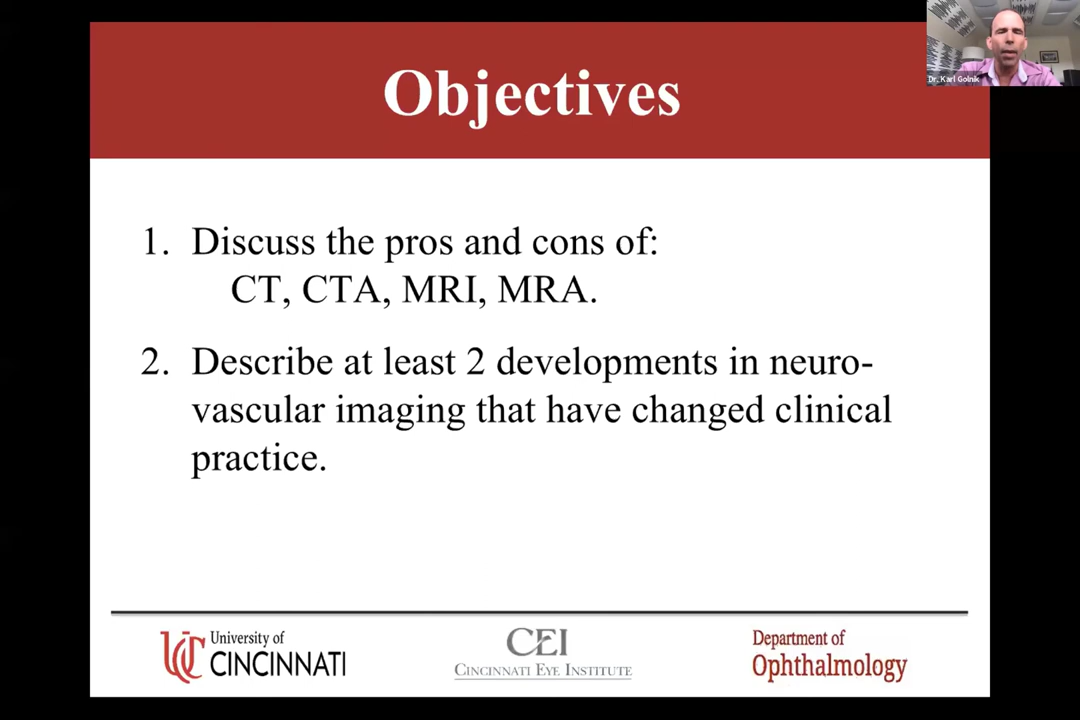 Objectives
Dr. Karl Golnik
1. Discuss the pros and cons of:
CT, CTA, MRI, MRA.
2. Describe at least 2 developments in neuro-
vascular imaging that have changed clinical
practice.
UC
University of
CINCINNATI
CEI
CINCINNATI EYE INSTITUTE
Department of
Ophthalmology